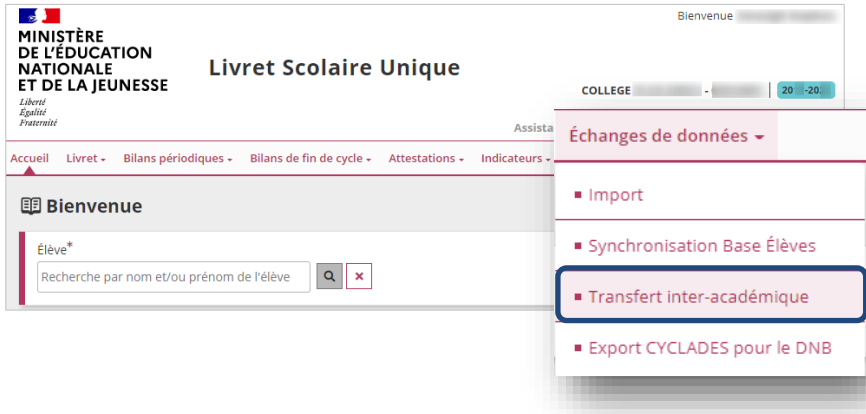 Bienvenue
MINISTÈRE
DE L'ÉDUCATION
NATIONALE
ET DE LA JEUNESSE
Liberté
Égalité
Fraternité
Livret Scolaire Unique
COLLEGE -
Échanges de données
Accueil Livret Bilans périodiques Bilans de fin de cycle Attestations Indicateurs
Bienvenue
Élève*
Recherche par nom et/ou prénom de l'élève
Import
Synchronisation Base Élèves
Transfert inter-académique
Export CYCLADES pour le DNB